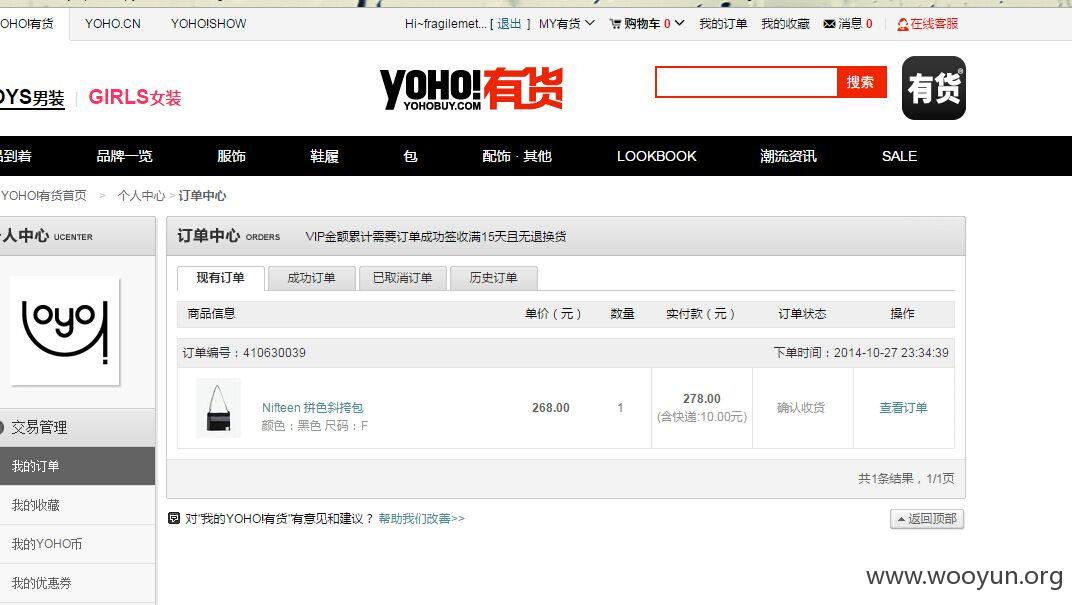 OHO!有货 YOHO.CN YOHO!SHOW Hi~fragilemet... [ 退出 ] MY有货 购物车 0 我的订单 我的收藏 消息 0 在线客服
OYS男装 GIRLS女装 YOHO!有货 YOHOBUY.COM 搜索 有货®
品到着 品牌一览 服饰 鞋履 包 配饰 · 其他 LOOKBOOK 潮流资讯 SALE
YOHO!有货首页 > 个人中心 > 订单中心
个人中心 UCENTER
订单中心 ORDERS VIP金额累计需要订单成功签收满15天且无退换货
现有订单 成功订单 已取消订单 历史订单
商品信息 单价（元） 数量 实付款（元） 订单状态 操作
订单编号：410630039 下单时间：2014-10-27 23:34:39
Nifteen 拼色斜挎包 268.00 1 278.00 确认收货 查看订单
颜色：黑色 尺码：F (含快递:10.00元)
共1条结果，1/1页
oyo!
交易管理
我的订单
我的收藏
我的YOHO币
我的优惠券
对"我的YOHO!有货"有意见和建议？ 帮助我们改善>> 返回顶部
www.wooyun.org